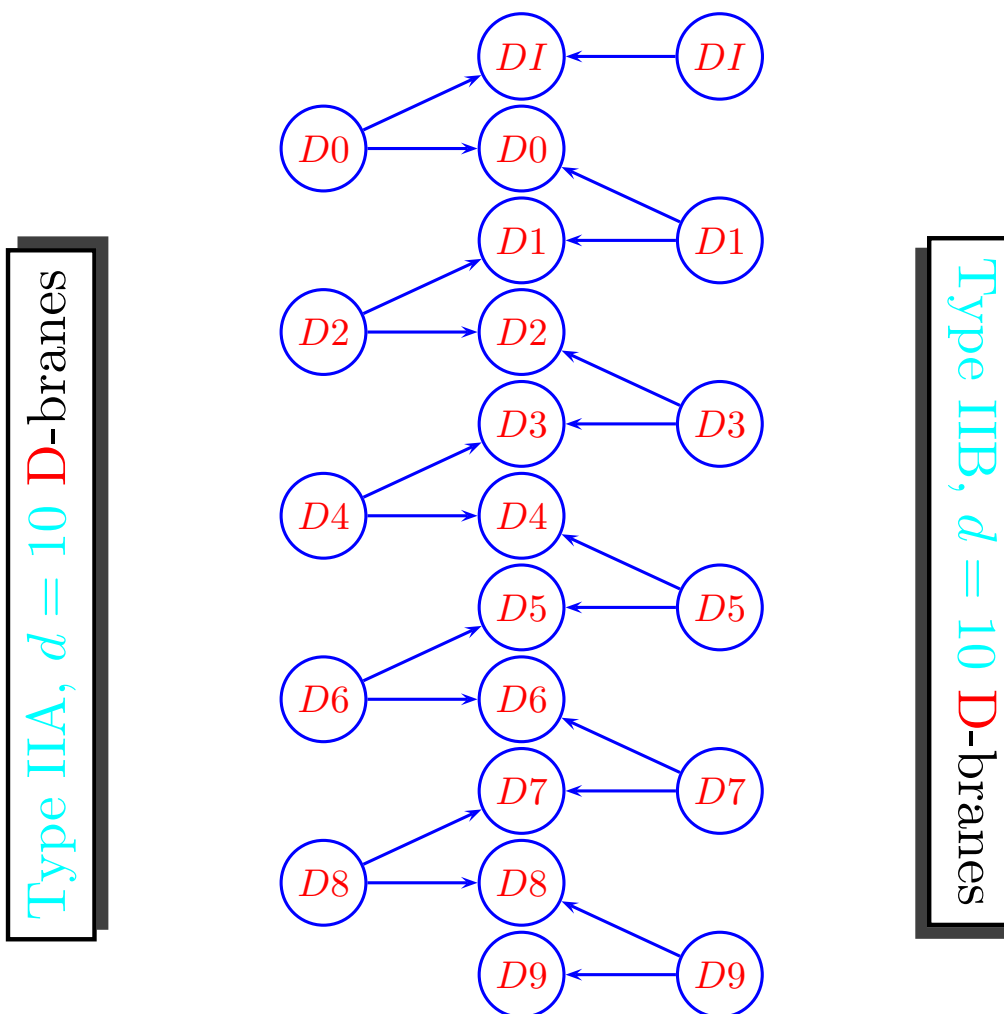 DI DI
D0 D0
D1 D1
D2 D2
D3 D3
D4 D4
D5 D5
D6 D6
D7 D7
D8 D8
D9 D9
Type IIA, d = 10 D-branes
Type IIB, d = 10 D-branes